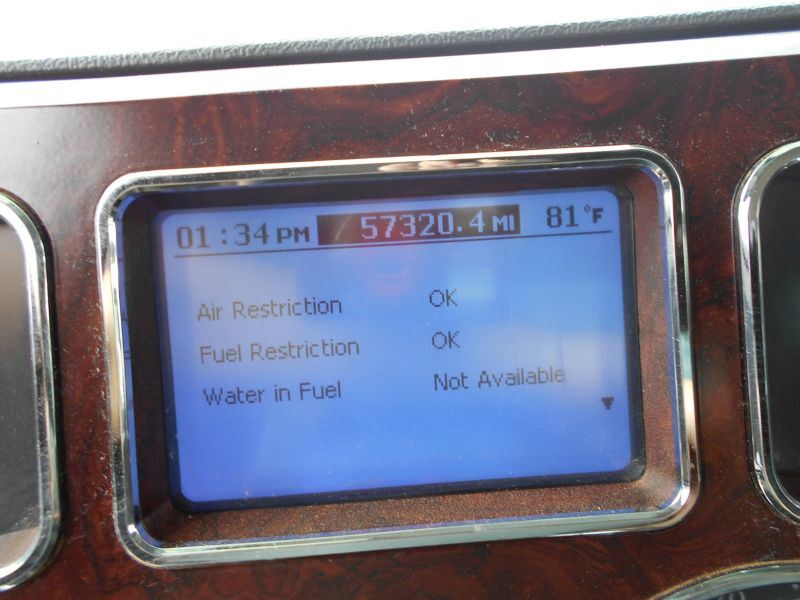 01:34 PM 57320.4 MI 81°F
Air Restriction OK
Fuel Restriction OK
Water in Fuel Not Available